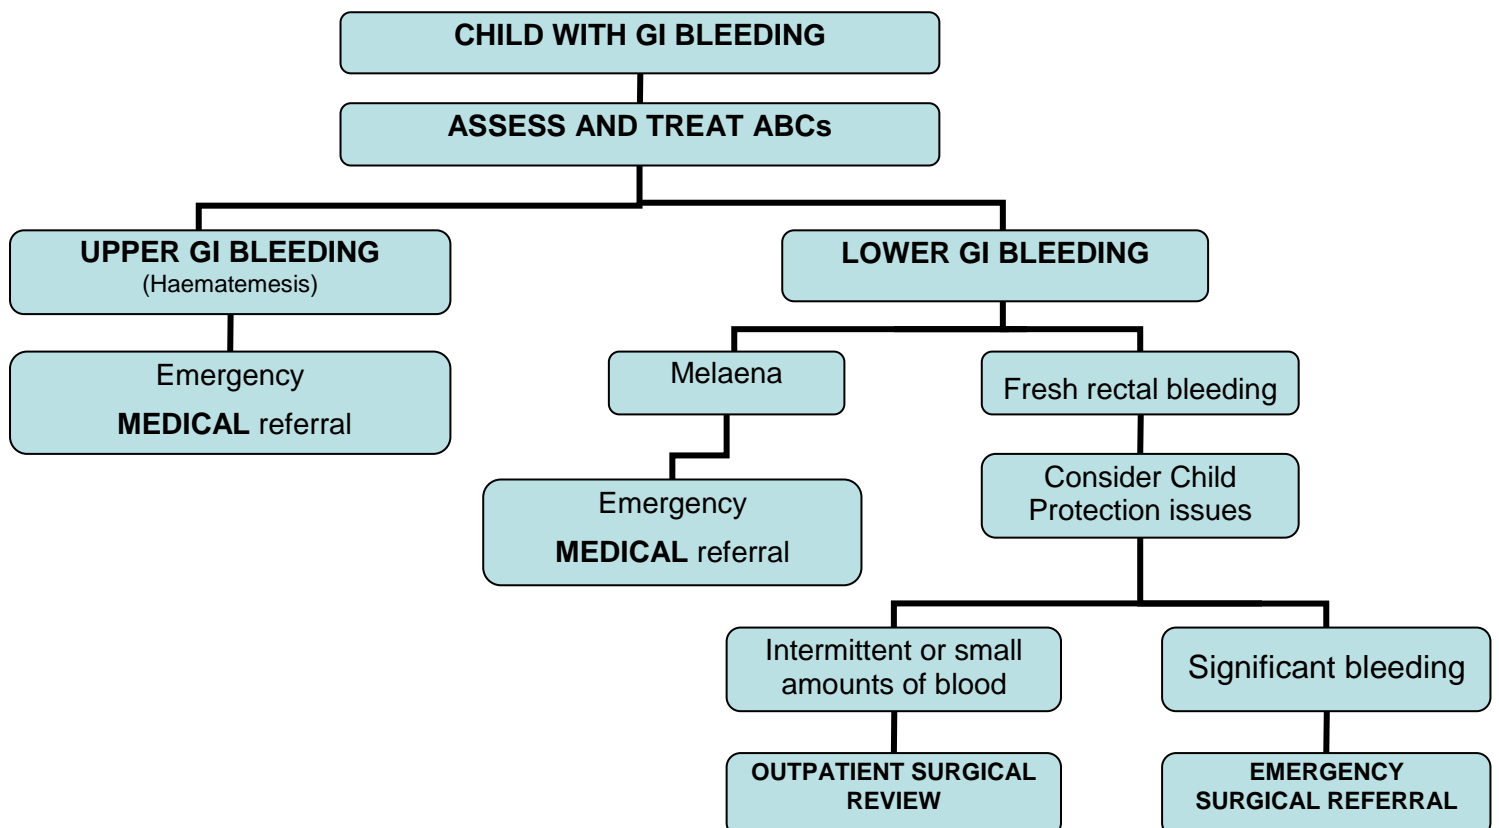 CHILD WITH GI BLEEDING
ASSESS AND TREAT ABCs
UPPER GI BLEEDING
(Haematemesis)
LOWER GI BLEEDING
Emergency
MEDICAL referral
Melaena
Fresh rectal bleeding
Emergency
MEDICAL referral
Consider Child
Protection issues
Intermittent or small
amounts of blood
Significant bleeding
OUTPATIENT SURGICAL
REVIEW
EMERGENCY
SURGICAL REFERRAL